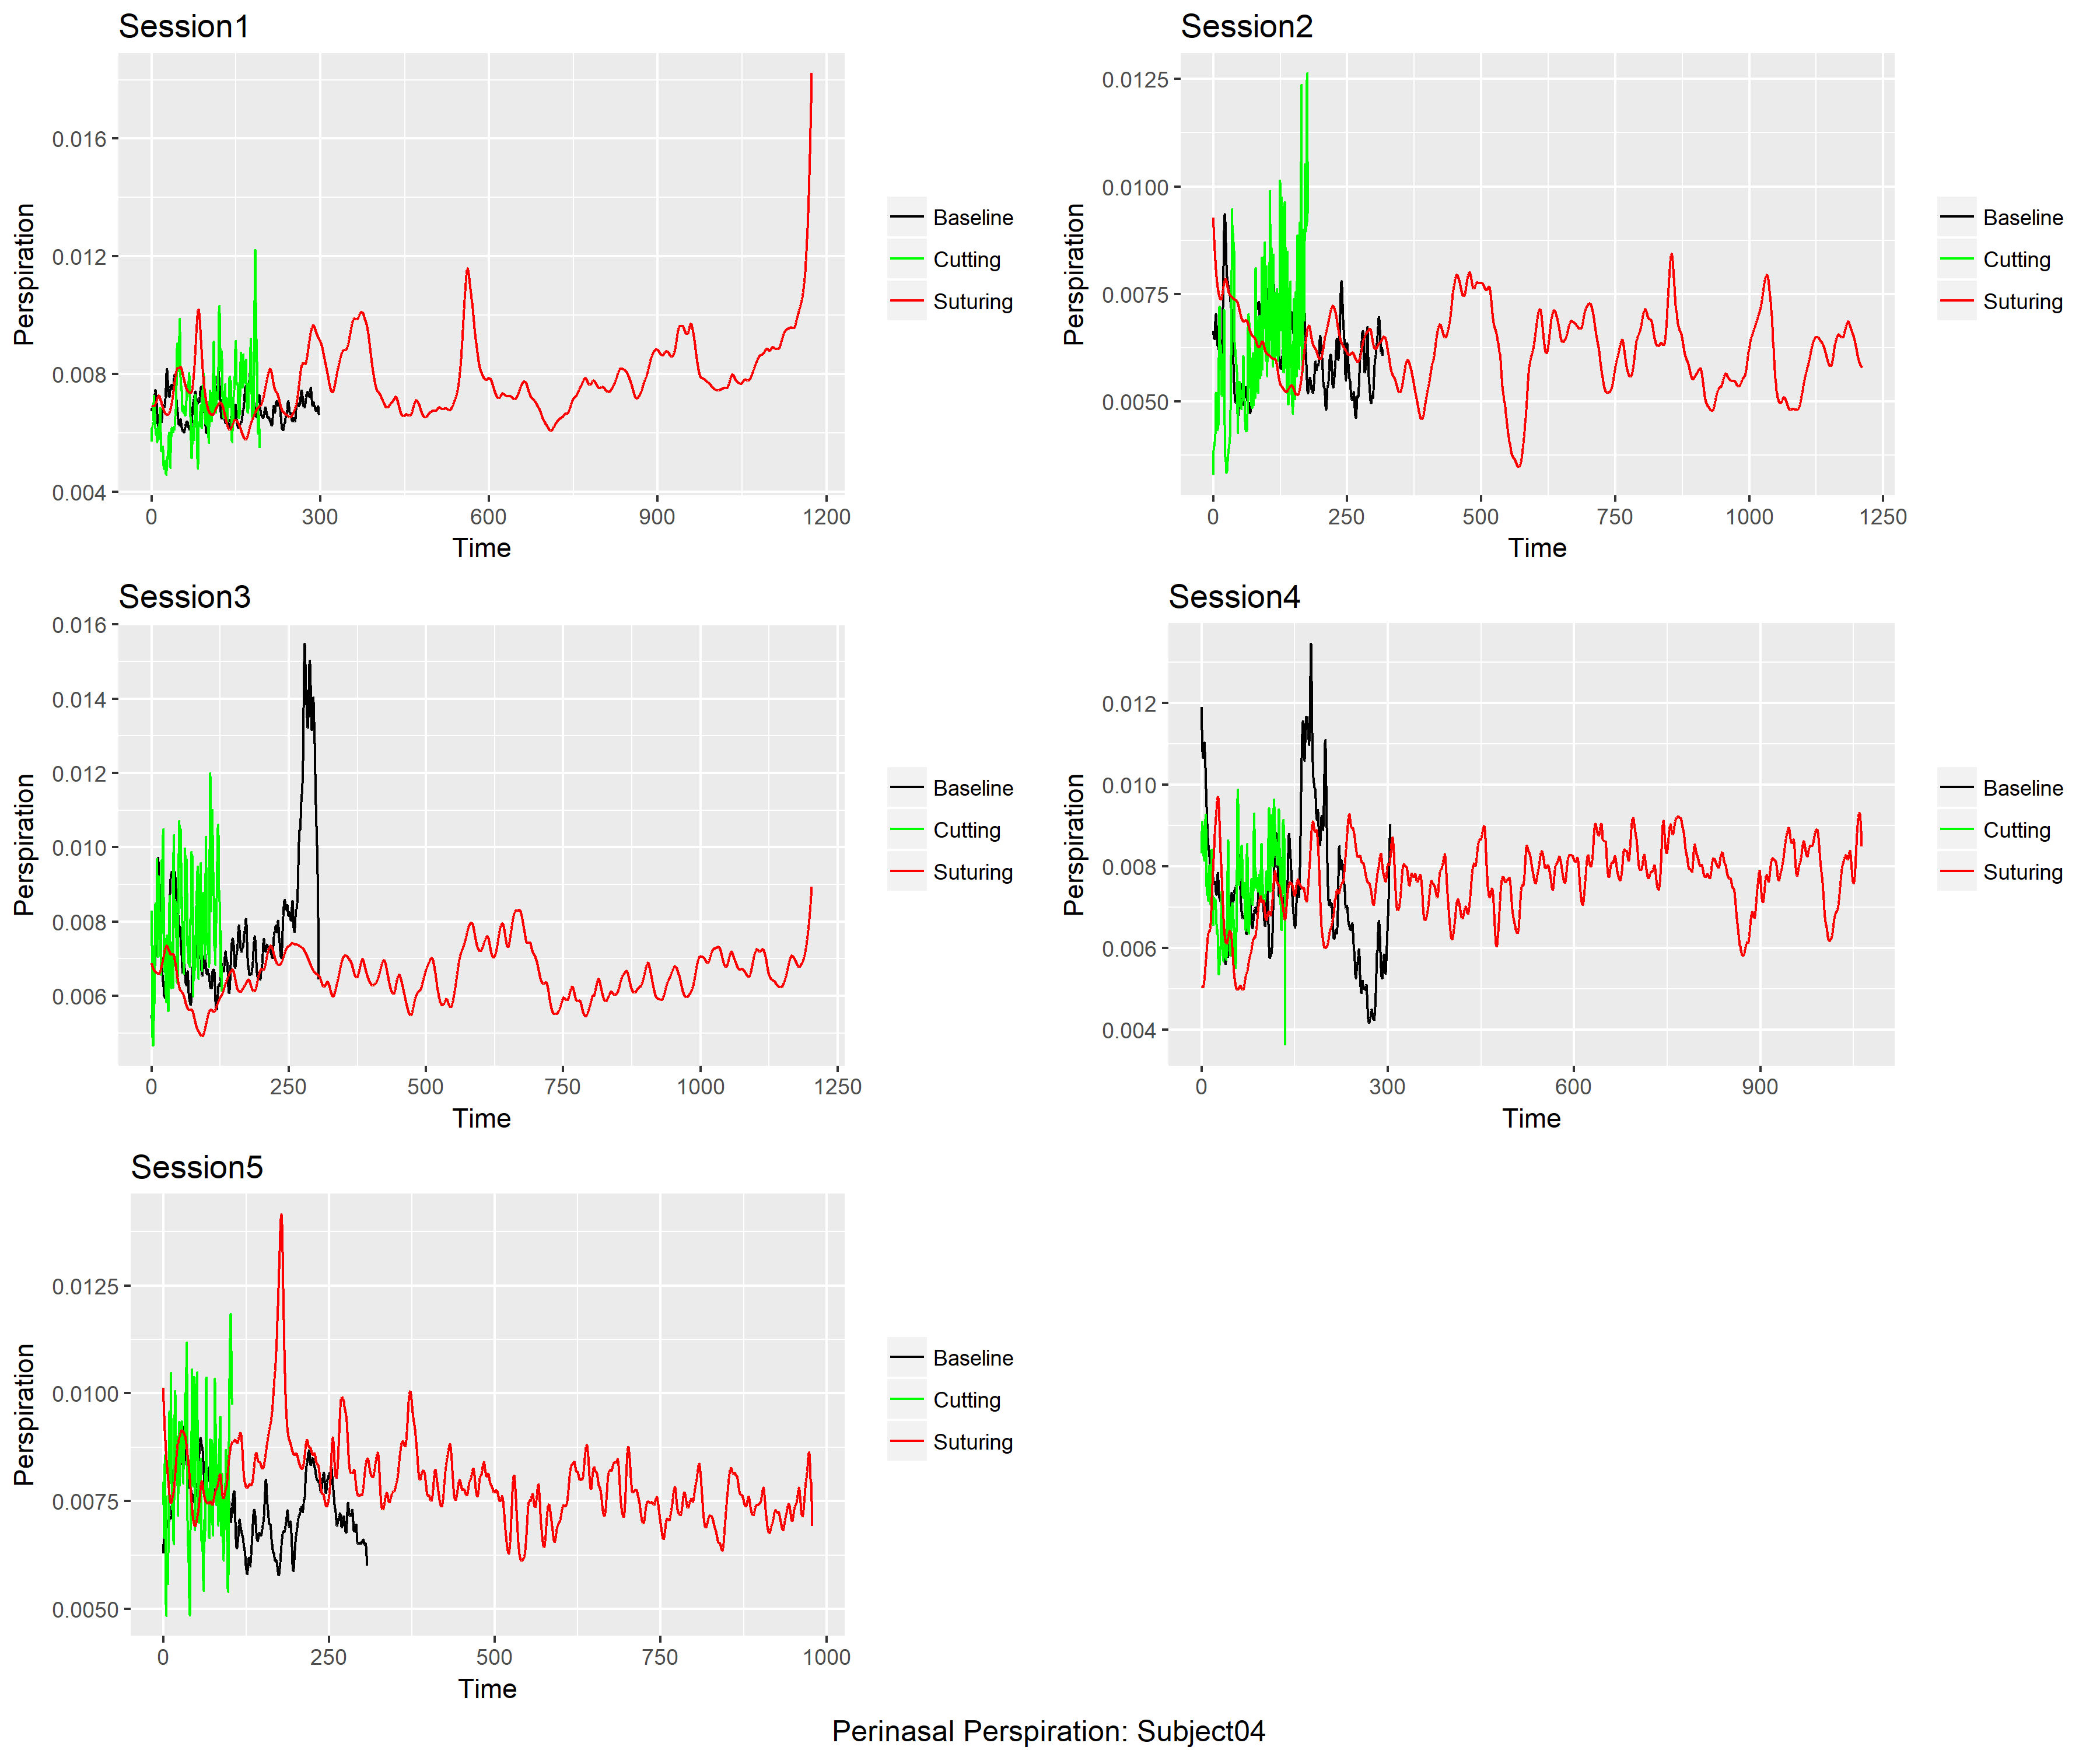 Session1
Perspiration
0.016
0.012
0.008
0.004
0 300 600 900 1200
Time
Baseline
Cutting
Suturing
Session2
Perspiration
0.0125
0.0100
0.0075
0.0050
0 250 500 750 1000 1250
Time
Baseline
Cutting
Suturing
Session3
Perspiration
0.016
0.014
0.012
0.010
0.008
0.006
0 250 500 750 1000 1250
Time
Baseline
Cutting
Suturing
Session4
Perspiration
0.012
0.010
0.008
0.006
0.004
0 300 600 900
Time
Baseline
Cutting
Suturing
Session5
Perspiration
0.0125
0.0100
0.0075
0.0050
0 250 500 750 1000
Time
Baseline
Cutting
Suturing
Perinasal Perspiration: Subject04